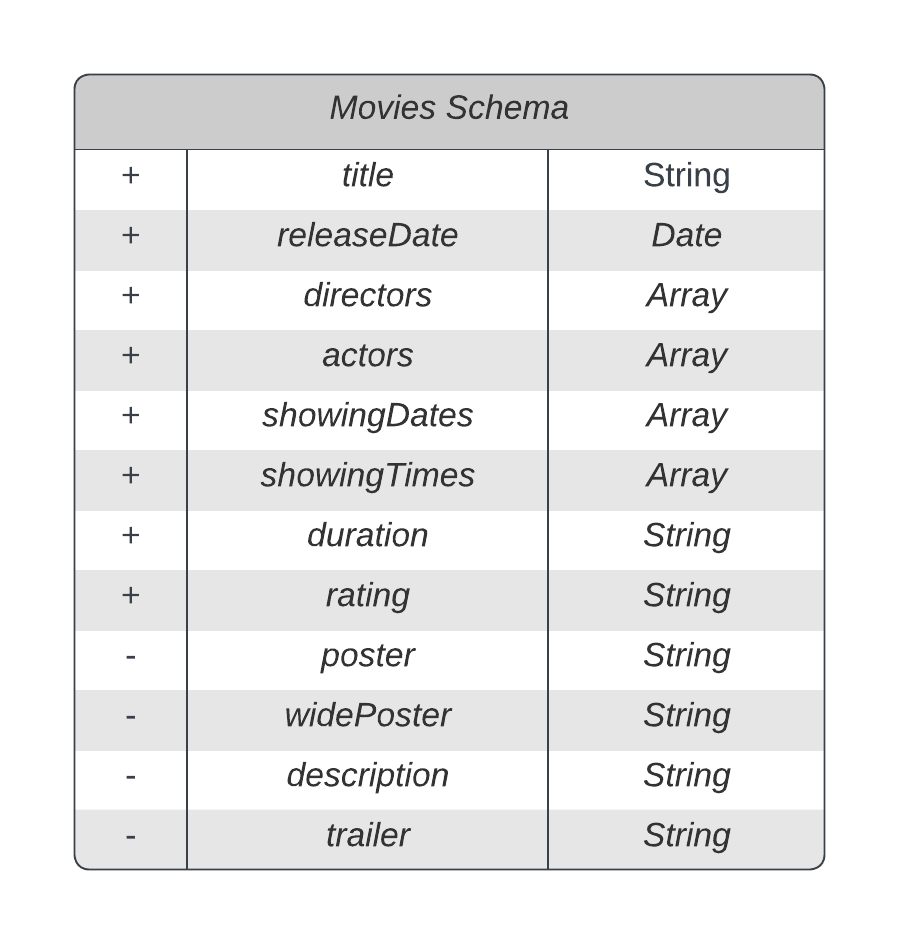 Movies Schema
+ title String
+ releaseDate Date
+ directors Array
+ actors Array
+ showingDates Array
+ showingTimes Array
+ duration String
+ rating String
- poster String
- widePoster String
- description String
- trailer String